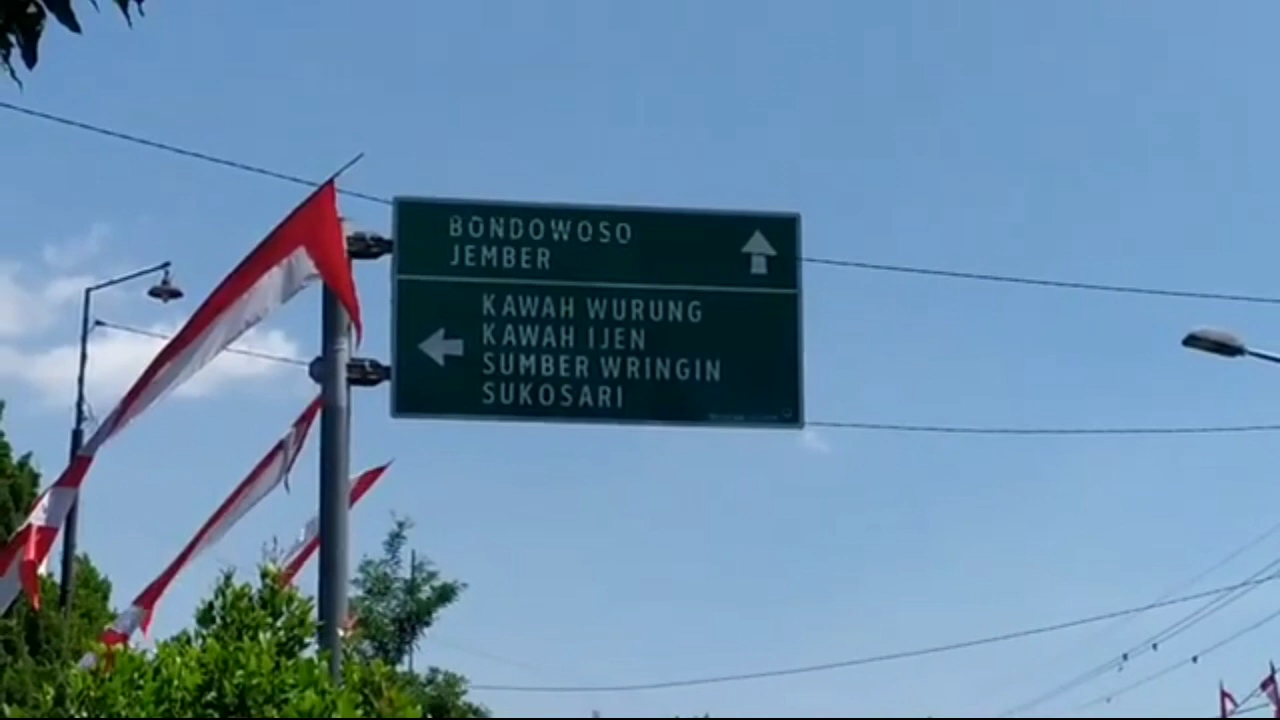 BONDOWOSO
JEMBER
KAWAH WURUNG
KAWAH IJEN
SUMBER WRINGIN
SUKOSARI